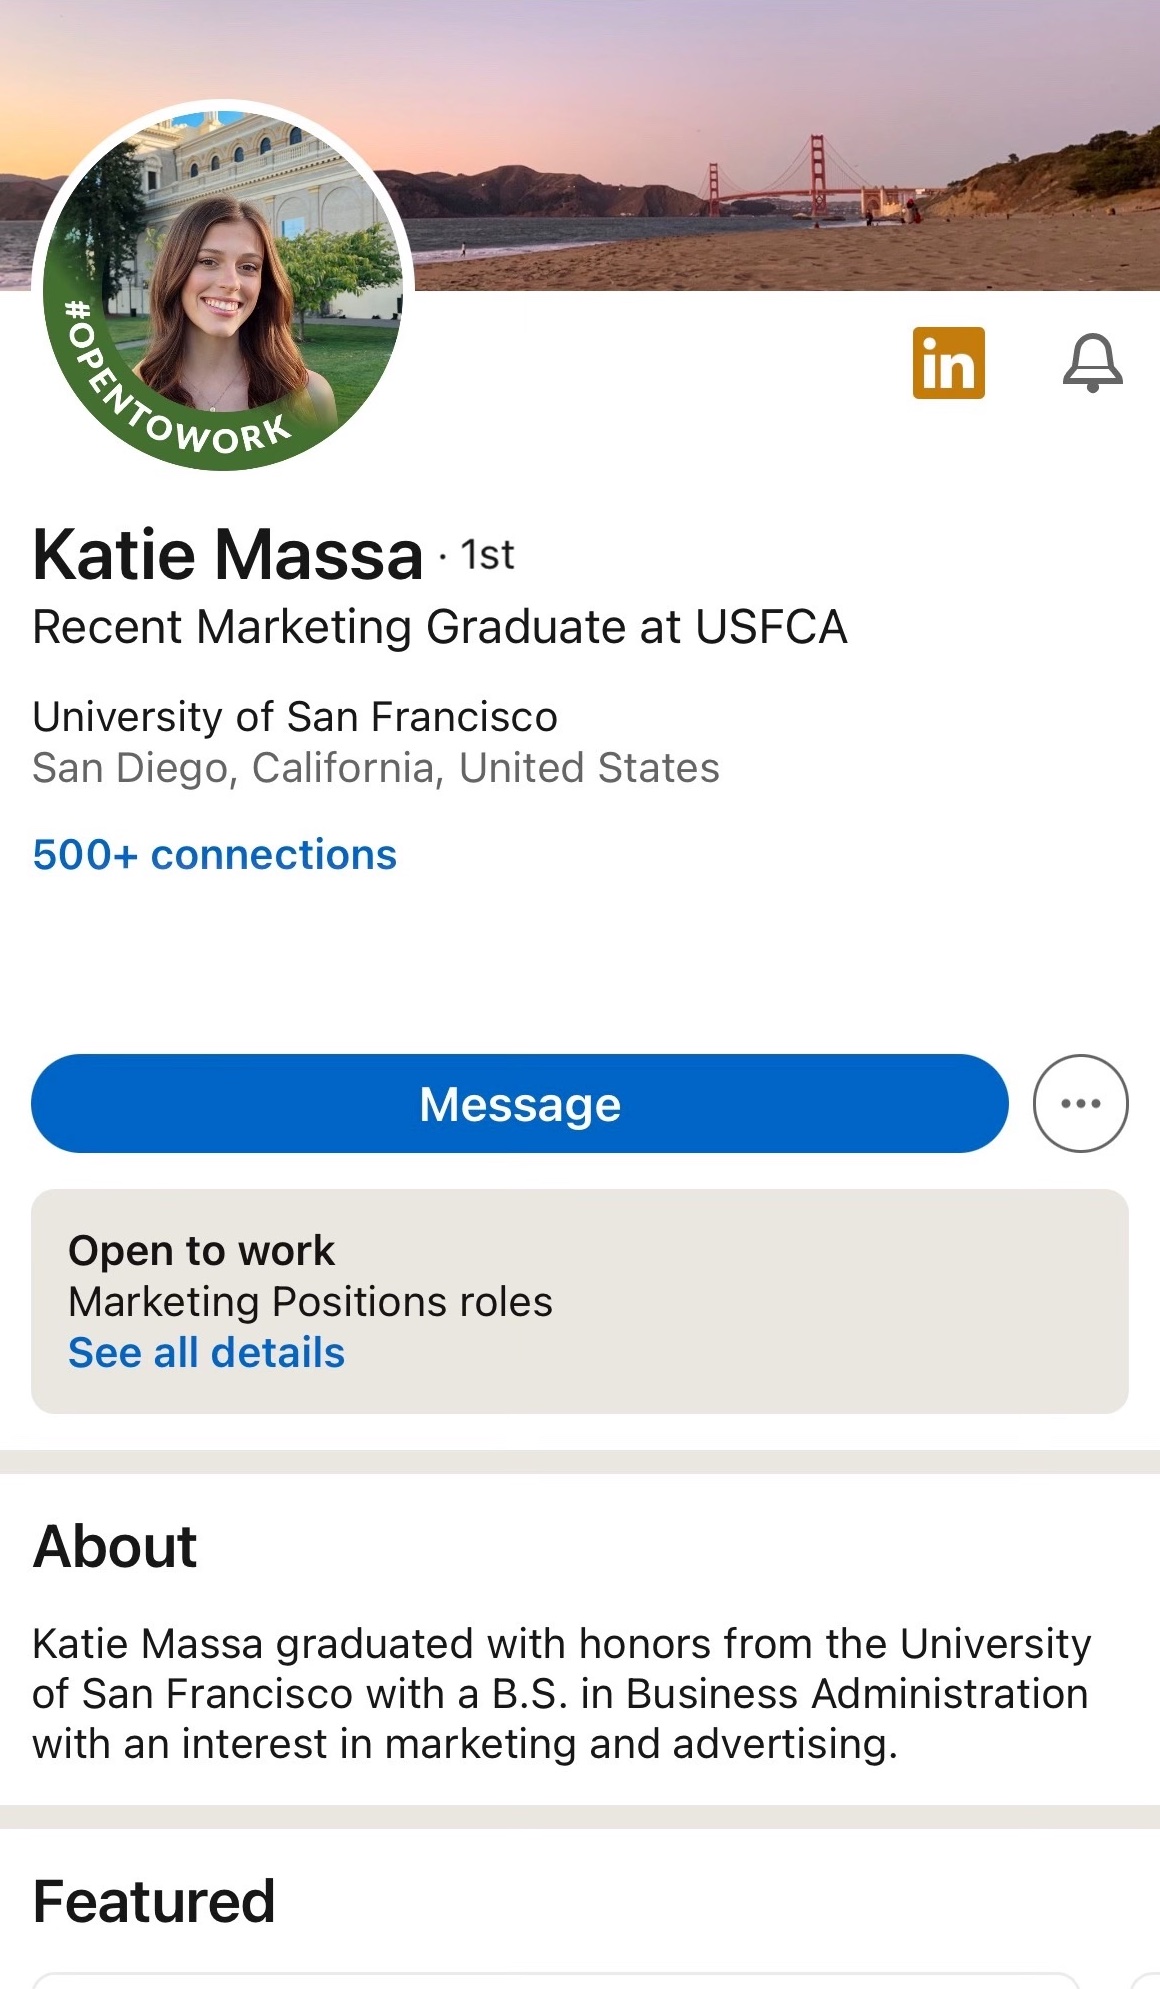 #OPENTOWORK
in
Katie Massa · 1st
Recent Marketing Graduate at USFCA
University of San Francisco
San Diego, California, United States
500+ connections
Message
Open to work
Marketing Positions roles
See all details
About
Katie Massa graduated with honors from the University
of San Francisco with a B.S. in Business Administration
with an interest in marketing and advertising.
Featured